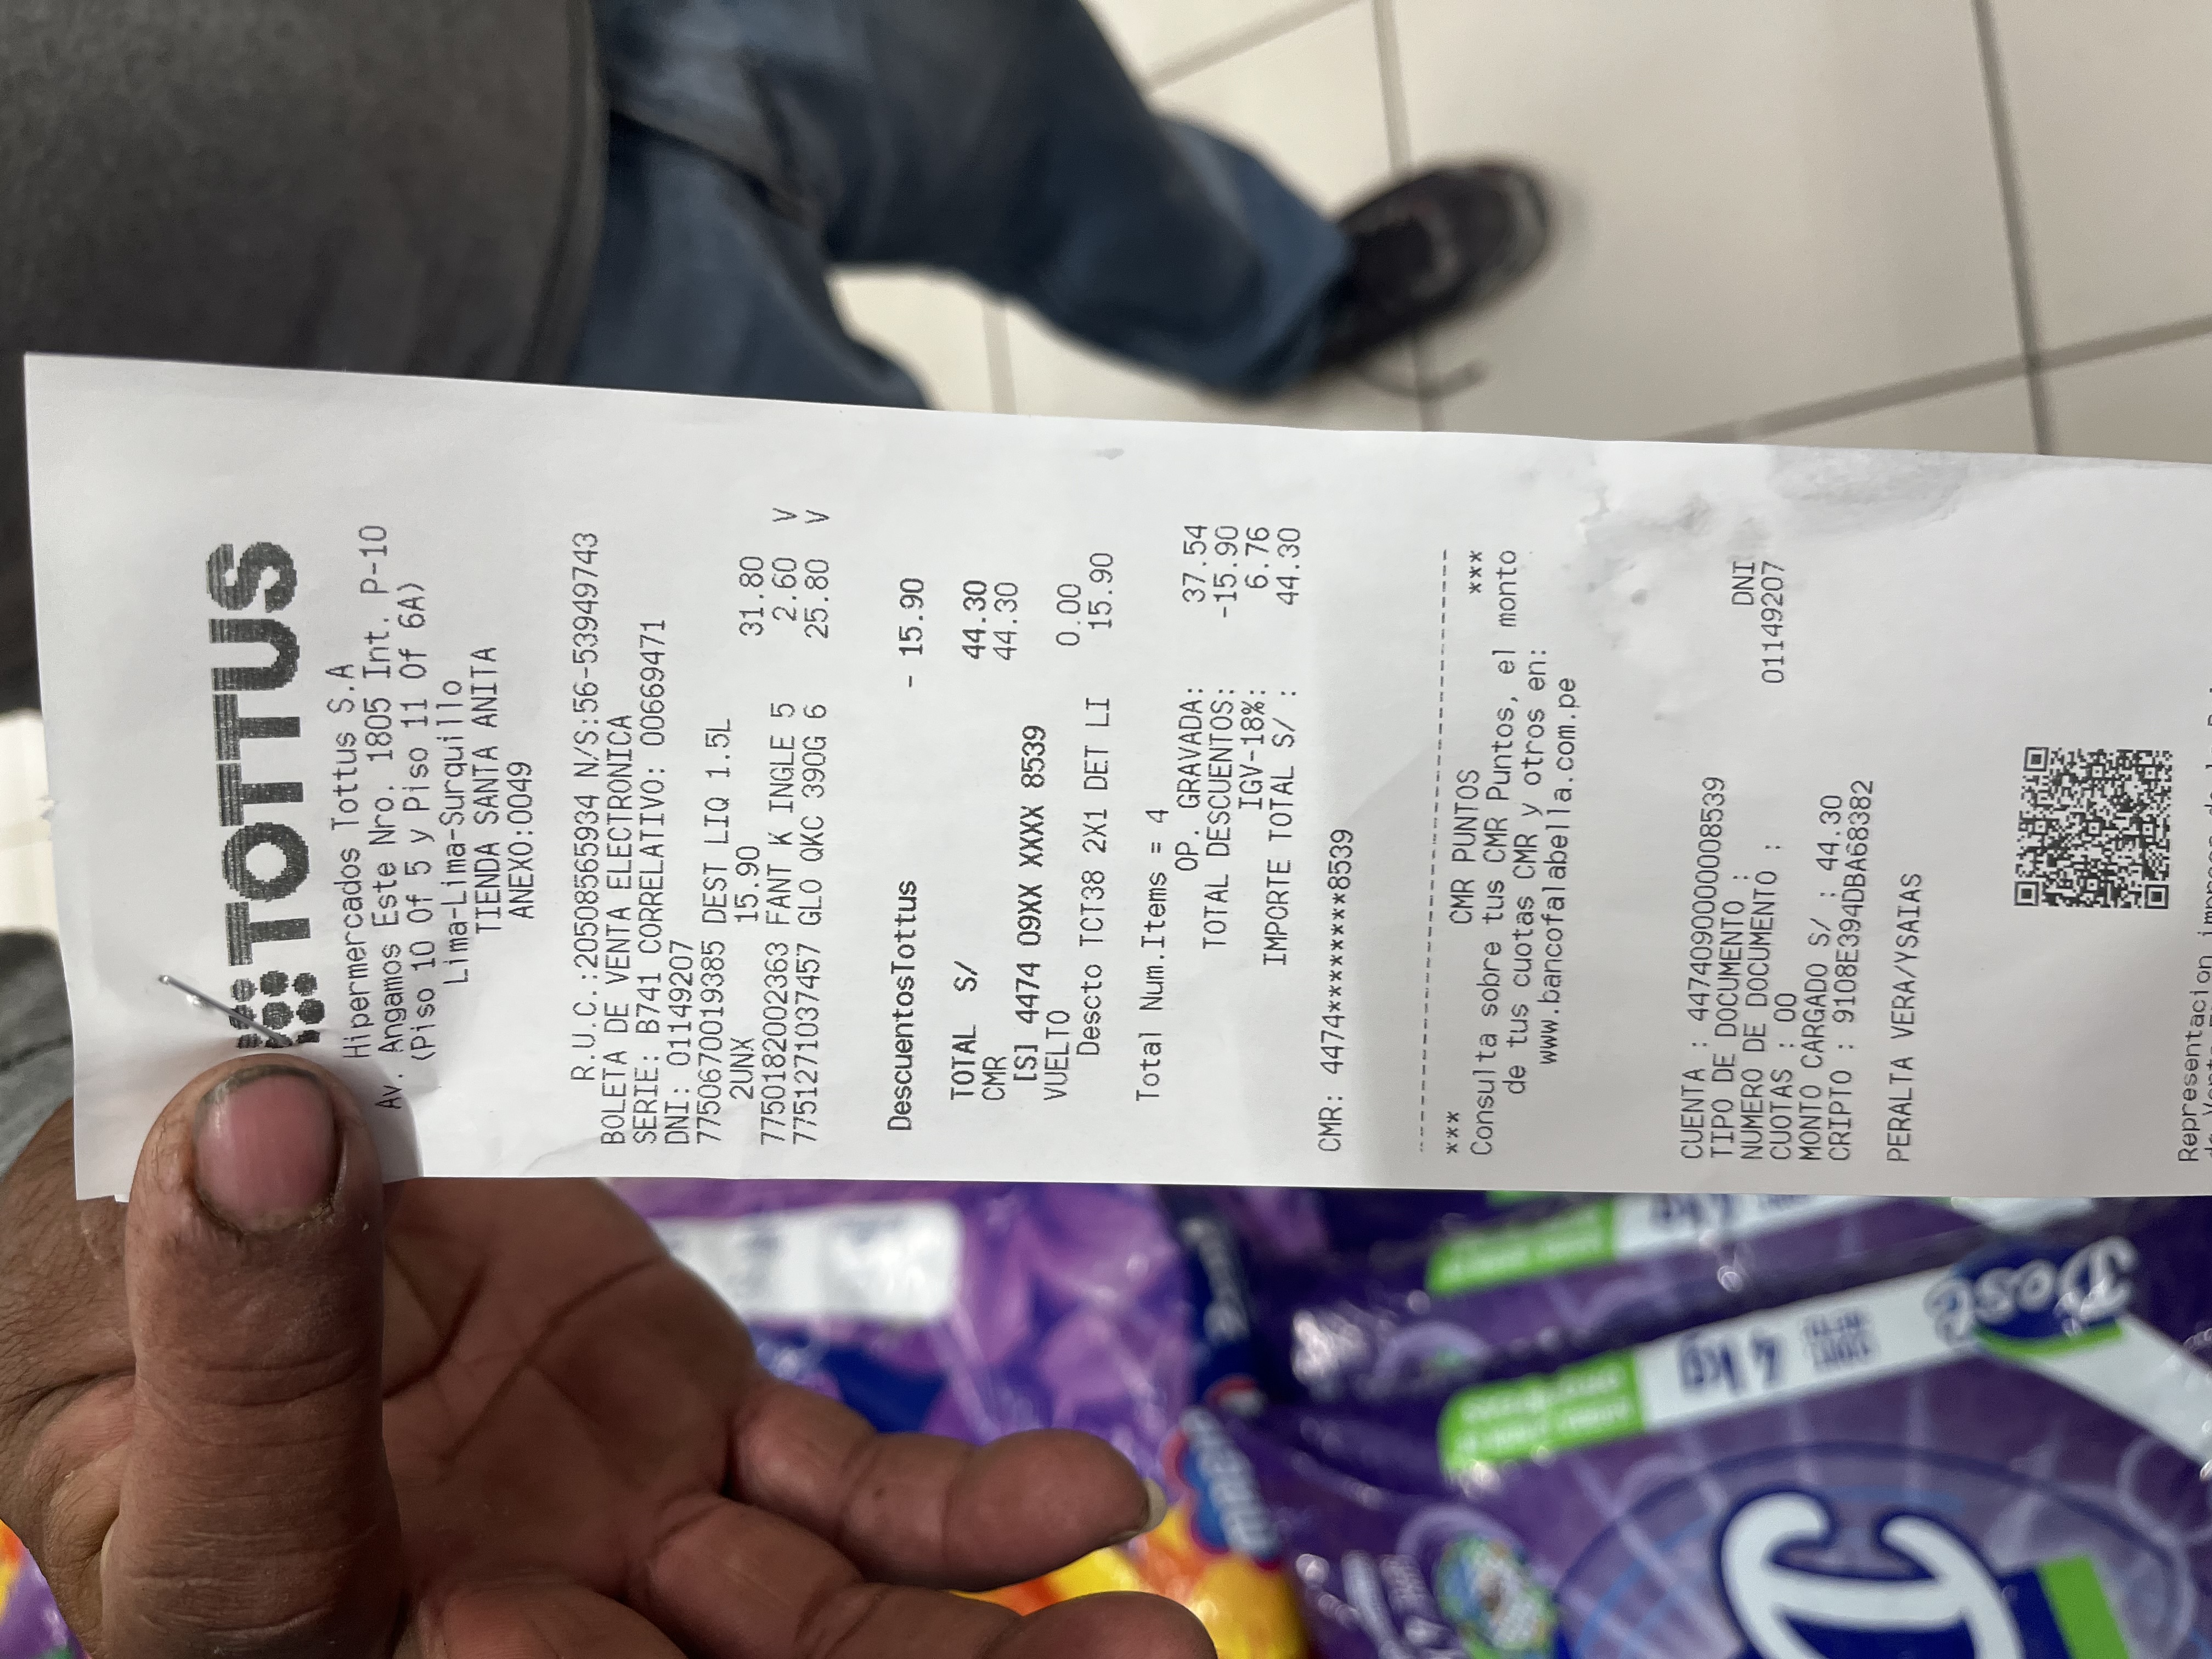 TOTTUS
Hipermercados Tottus S.A
Av. Angamos Este Nro. 1805 Int. P-10
(Piso 10 Of 5 y Piso 11 Of 6A)
Lima-Lima-Surquillo
TIENDA SANTA ANITA
ANEXO:0049
R.U.C.:20508565934 N/S:56-53949743
BOLETA DE VENTA ELECTRONICA
SERIE: B741 CORRELATIVO: 00669471
DNI: 01149207
7750670019385 DEST LIQ 1.5L
2UNX 15.90 31.80
7750182002363 FANT K INGLE 5 2.60 V
7751271037457 GLO QKC 390G 6 25.80 V
DescuentosTottus - 15.90
TOTAL S/ 44.30
CMR 44.30
[S] 4474 09XX XXXX 8539
VUELTO 0.00
Descto TCT38 2X1 DET LI 15.90
Total Num.Items = 4
OP. GRAVADA: 37.54
TOTAL DESCUENTOS: -15.90
IGV-18%: 6.76
IMPORTE TOTAL S/ : 44.30
CMR: 4474********8539
*** CMR PUNTOS ***
Consulta sobre tus CMR Puntos, el monto
de tus cuotas CMR y otros en:
www.bancofalabella.com.pe
CUENTA : 4474090000008539
TIPO DE DOCUMENTO : DNI
NUMERO DE DOCUMENTO : 01149207
CUOTAS : 00
MONTO CARGADO S/ : 44.30
CRIPTO : 9108E394DBA68382
PERALTA VERA/YSAIAS
Representacion impresa de la
4 kg